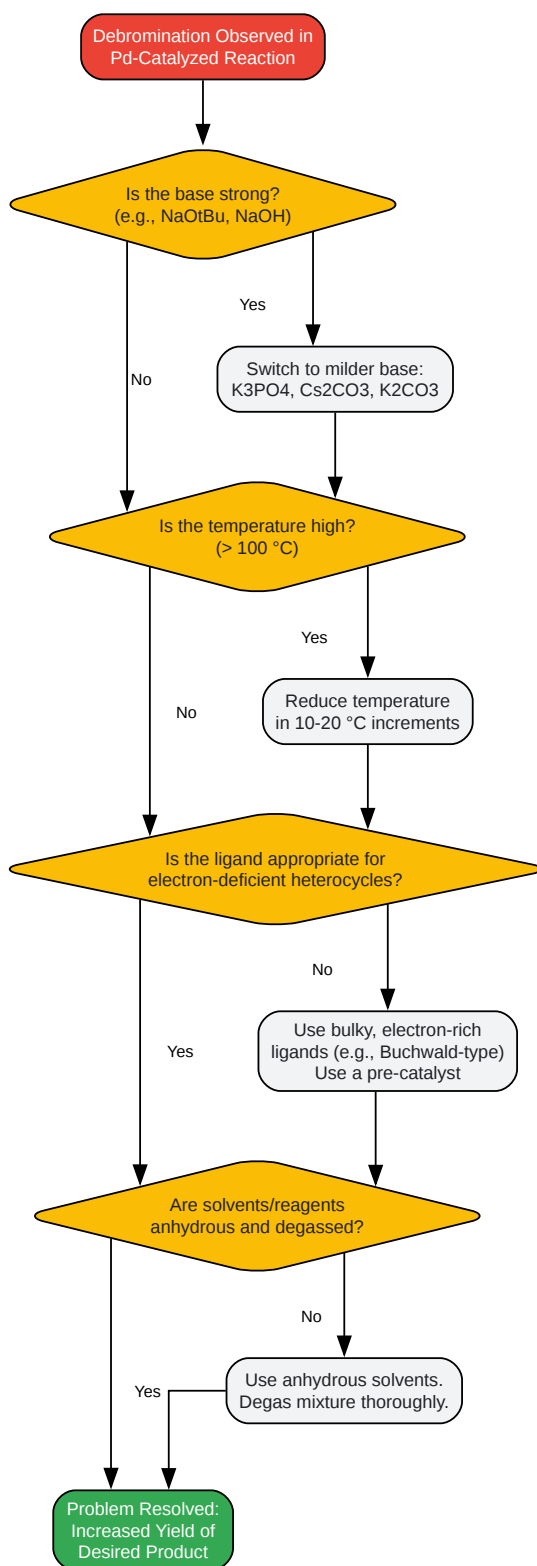 Debromination Observed in
Pd-Catalyzed Reaction
Is the base strong?
(e.g., NaOtBu, NaOH)
Yes
No
Switch to milder base:
K3PO4, Cs2CO3, K2CO3
Is the temperature high?
(> 100 °C)
Yes
No
Reduce temperature
in 10-20 °C increments
Is the ligand appropriate for
electron-deficient heterocycles?
No
Yes
Use bulky, electron-rich
ligands (e.g., Buchwald-type)
Use a pre-catalyst
Are solvents/reagents
anhydrous and degassed?
No
Yes
Use anhydrous solvents.
Degas mixture thoroughly.
Problem Resolved:
Increased Yield of
Desired Product